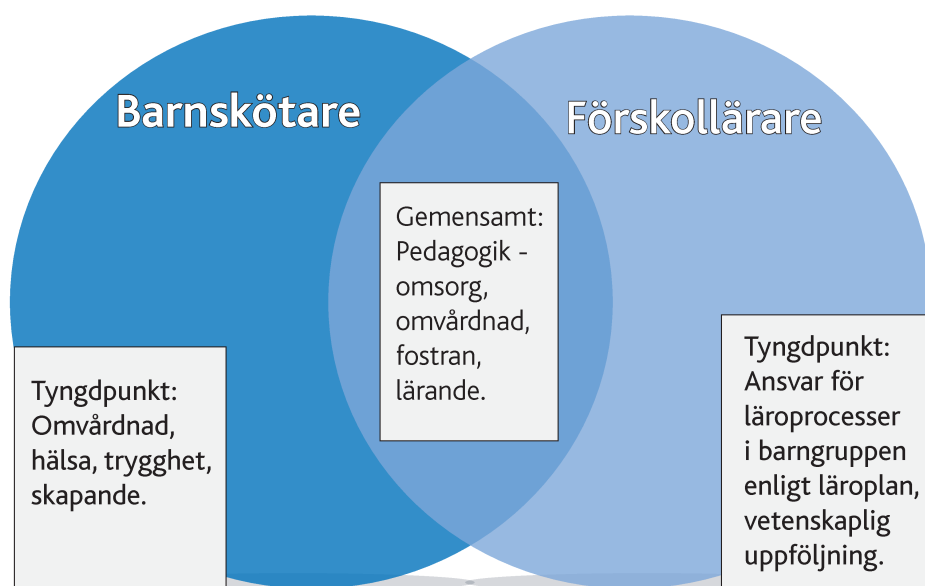 Barnskötare
Förskollärare
Gemensamt:
Pedagogik -
omsorg,
omvårdnad,
fostran,
lärande.
Tyngdpunkt:
Omvårdnad,
hälsa, trygghet,
skapande.
Tyngdpunkt:
Ansvar för
läroprocesser
i barngruppen
enligt läroplan,
vetenskaplig
uppföljning.